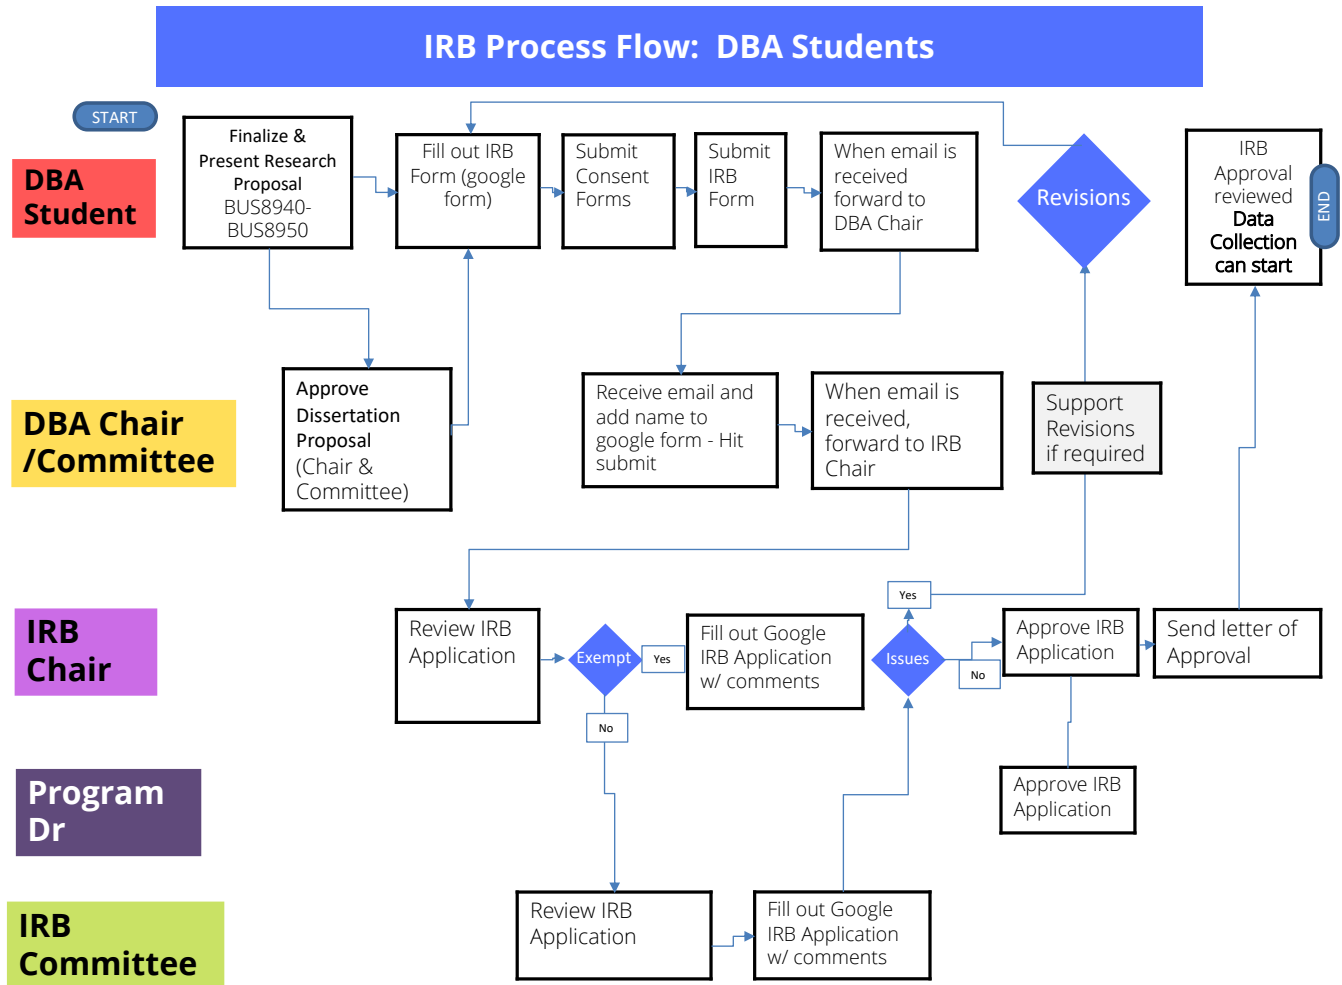 IRB Process Flow:  DBA Students
START
DBA
Student
Finalize &
Present Research
Proposal
BUS8940-
BUS8950
Fill out IRB
Form (google
form)
Submit
Consent
Forms
Submit
IRB
Form
When email is
received
forward to
DBA Chair
Revisions
IRB
Approval
reviewed
Data
Collection
can start
END
DBA Chair
/Committee
Approve
Dissertation
Proposal
(Chair &
Committee)
Receive email and
add name to
google form - Hit
submit
When email is
received,
forward to IRB
Chair
Support
Revisions
if required
IRB
Chair
Review IRB
Application
Exempt
Yes
No
Fill out Google
IRB Application
w/ comments
Issues
Yes
No
Approve IRB
Application
Send letter of
Approval
Program
Dr
Approve IRB
Application
IRB
Committee
Review IRB
Application
Fill out Google
IRB Application
w/ comments